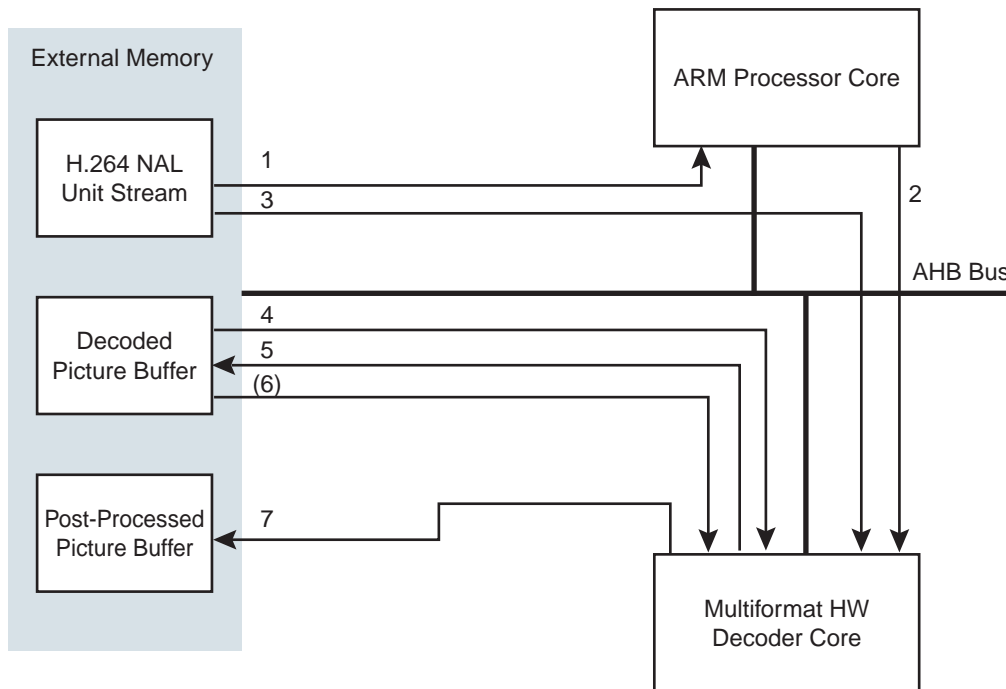 External Memory
ARM Processor Core
H.264 NAL
Unit Stream
1
3
2
AHB Bus
Decoded
Picture Buffer
4
5
(6)
Post-Processed
Picture Buffer
7
Multiformat HW
Decoder Core